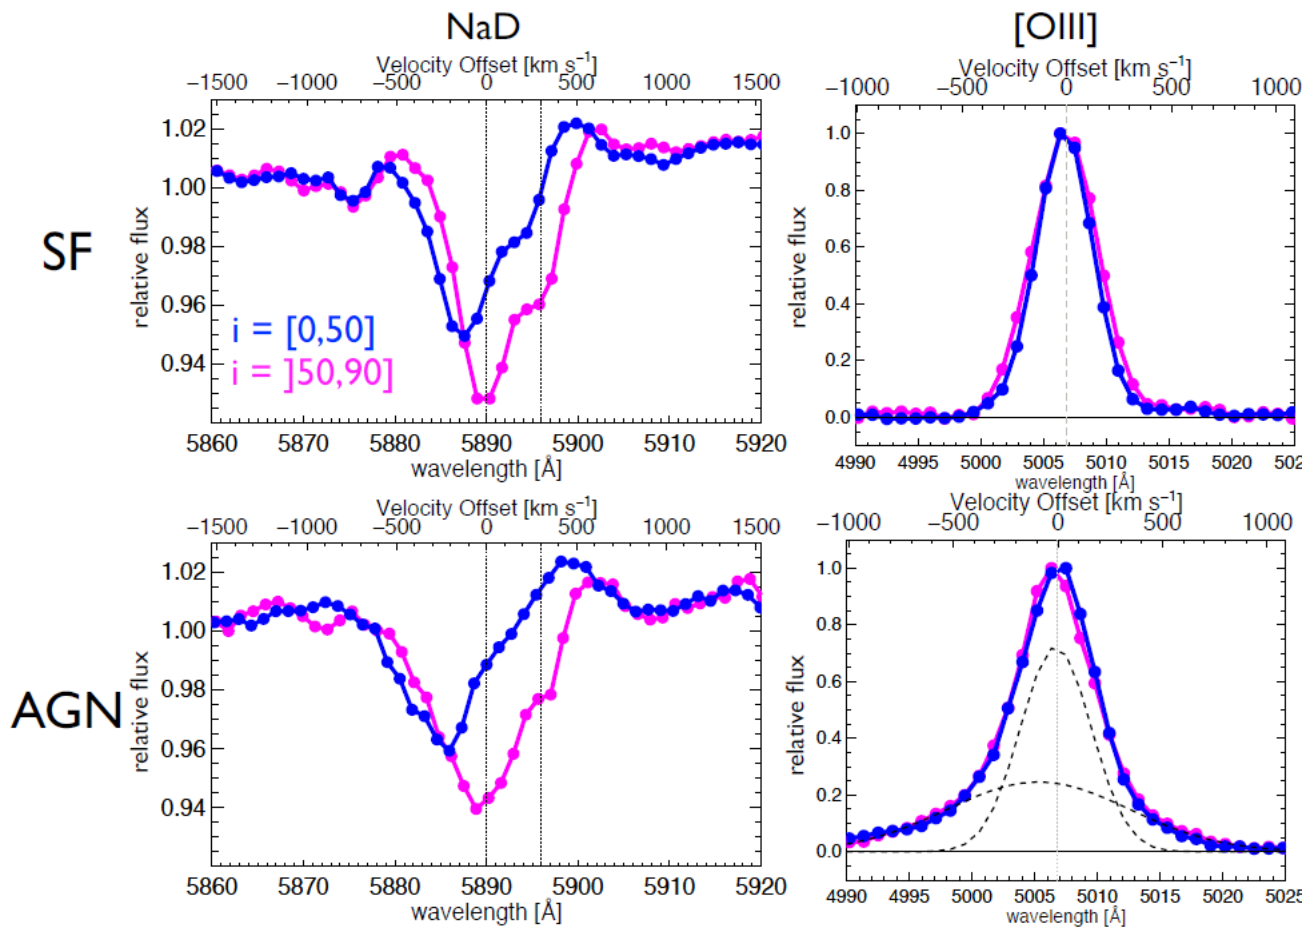 NaD
[OIII]
Velocity Offset [km s⁻¹]
−1500 −1000 −500 0 500 1000 1500
Velocity Offset [km s⁻¹]
−1000 −500 0 500 1000
SF
relative flux
1.02
1.00
0.98
0.96
0.94
i = [0,50]
i = ]50,90]
5860 5870 5880 5890 5900 5910 5920
wavelength [Å]
relative flux
1.0
0.8
0.6
0.4
0.2
0.0
4990 4995 5000 5005 5010 5015 5020 502
wavelength [Å]
Velocity Offset [km s⁻¹]
−1500 −1000 −500 0 500 1000 1500
Velocity Offset [km s⁻¹]
−1000 −500 0 500 1000
AGN
relative flux
1.02
1.00
0.98
0.96
0.94
5860 5870 5880 5890 5900 5910 5920
wavelength [Å]
relative flux
1.0
0.8
0.6
0.4
0.2
0.0
4990 4995 5000 5005 5010 5015 5020 5025
wavelength [Å]